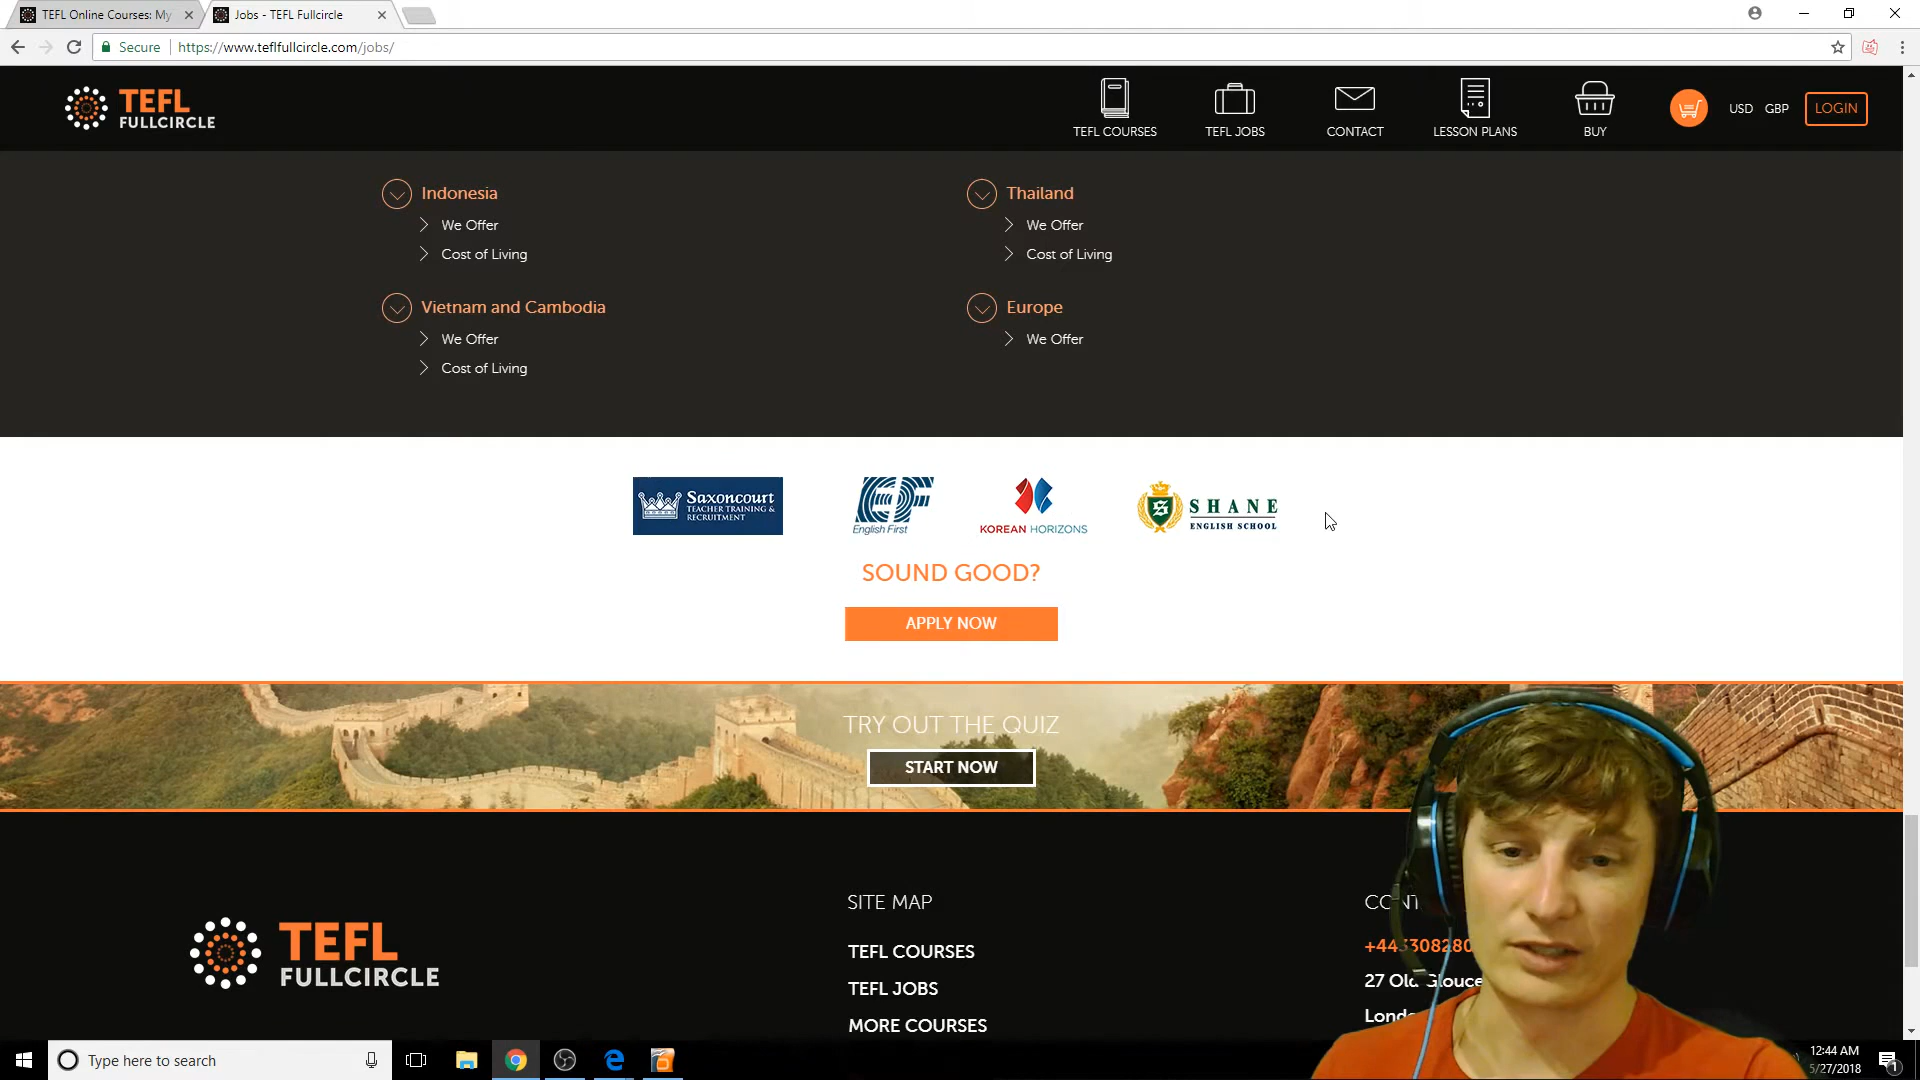 TEFL Online Courses: My
Jobs - TEFL Fullcircle
Secure
https://www.teflfullcircle.com/jobs/
TEFL
FULLCIRCLE
TEFL COURSES
TEFL JOBS
CONTACT
LESSON PLANS
BUY
USD
GBP
LOGIN
Indonesia
We Offer
Cost of Living
Thailand
We Offer
Cost of Living
Vietnam and Cambodia
We Offer
Cost of Living
Europe
We Offer
Saxoncourt
TEACHER TRAINING &
RECRUITMENT
EF
English First
KOREAN HORIZONS
S
SHANE
ENGLISH SCHOOL
SOUND GOOD?
APPLY NOW
TRY OUT THE QUIZ
START NOW
TEFL
FULLCIRCLE
SITE MAP
TEFL COURSES
TEFL JOBS
MORE COURSES
27 Old
Type here to search
12:44 AM
5/27/2018
1